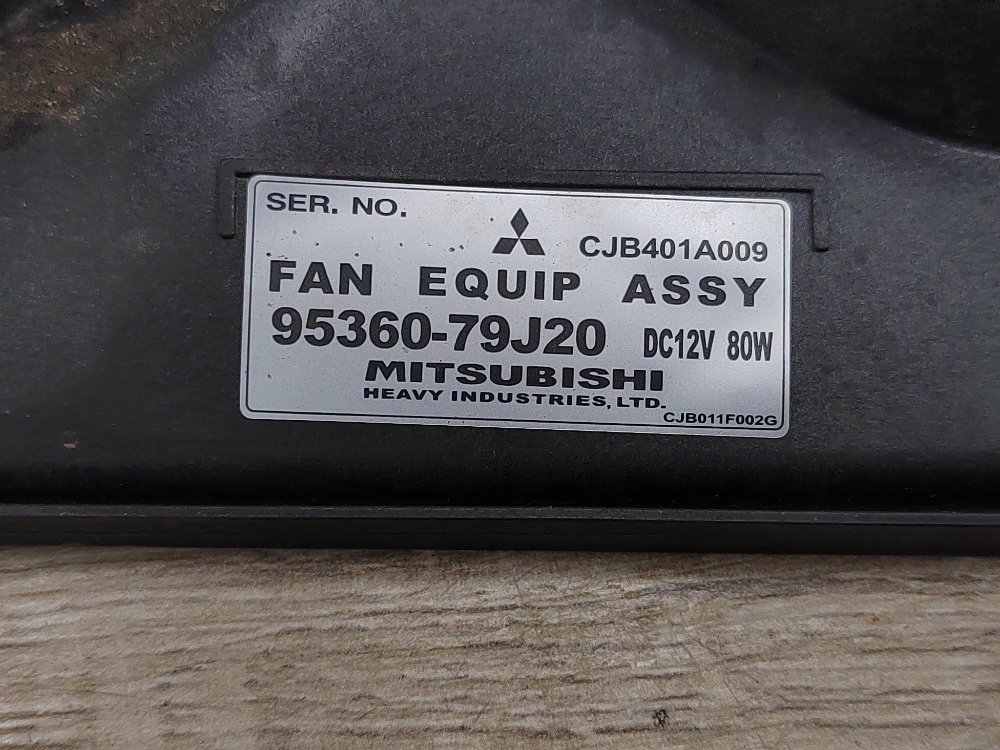 SER. NO.
CJB401A009
FAN EQUIP ASSY
95360-79J20 DC12V 80W
MITSUBISHI
HEAVY INDUSTRIES, LTD.
CJB011F002G